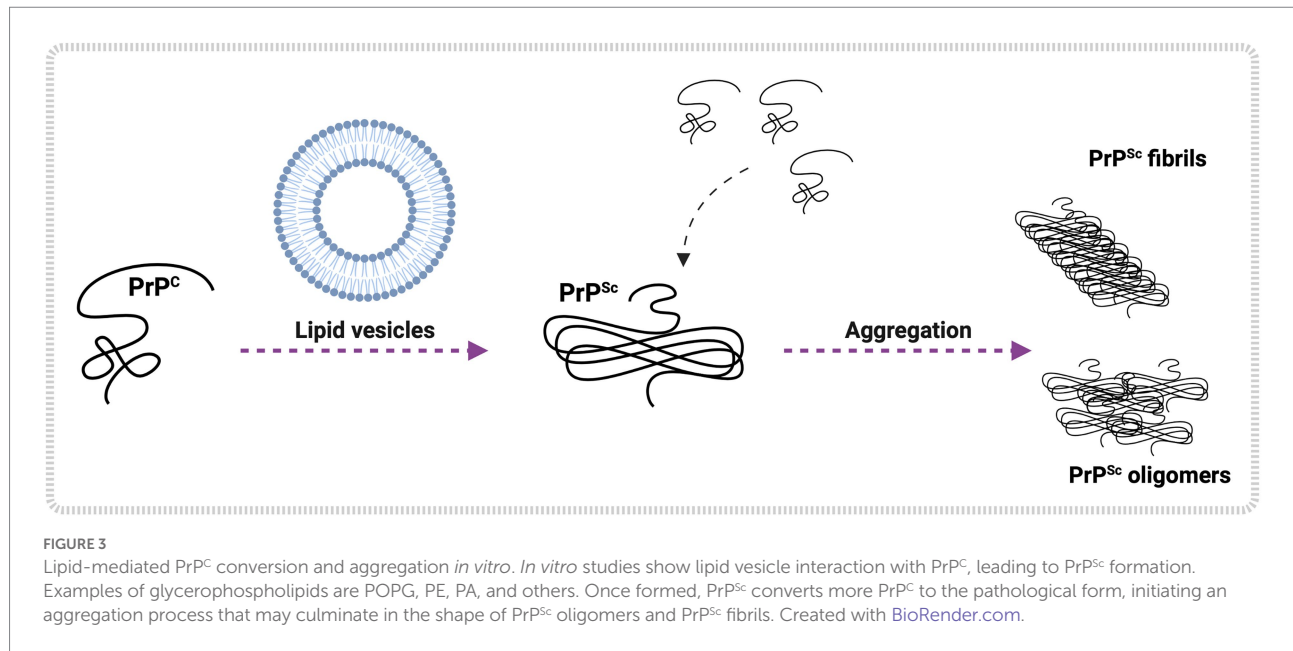 PrPᶜ
Lipid vesicles
PrPˢᶜ
Aggregation
PrPˢᶜ fibrils
PrPˢᶜ oligomers
FIGURE 3
Lipid-mediated PrPᶜ conversion and aggregation in vitro. In vitro studies show lipid vesicle interaction with PrPᶜ, leading to PrPˢᶜ formation.
Examples of glycerophospholipids are POPG, PE, PA, and others. Once formed, PrPˢᶜ converts more PrPᶜ to the pathological form, initiating an
aggregation process that may culminate in the shape of PrPˢᶜ oligomers and PrPˢᶜ fibrils. Created with BioRender.com.